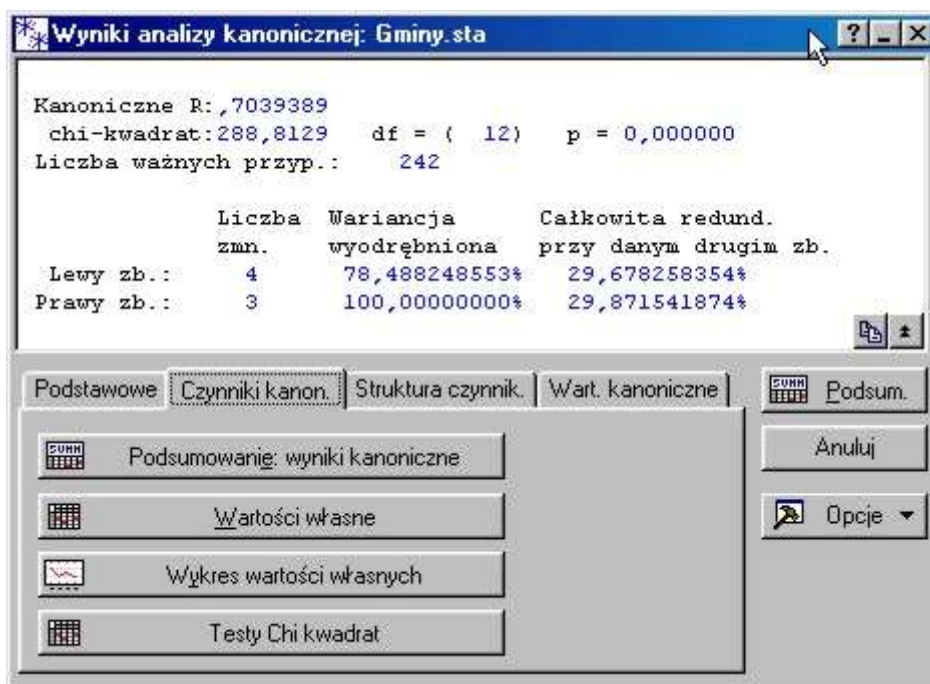 Wyniki analizy kanonicznej: Gminy.sta
Kanoniczne R: ,7039389
chi-kwadrat:288,8129 df = ( 12) p = 0,000000
Liczba ważnych przyp.: 242
Liczba Wariancja Całkowita redund.
zmn. wyodrębniona przy danym drugim zb.
Lewy zb.: 4 78,488248553% 29,678258354%
Prawy zb.: 3 100,00000000% 29,871541874%
Podstawowe Czynniki kanon. Struktura czynnik. Wart. kanoniczne
Podsum.
Podsumowanie: wyniki kanoniczne
Anuluj
Wartości własne
Opcje
Wykres wartości własnych
Testy Chi kwadrat